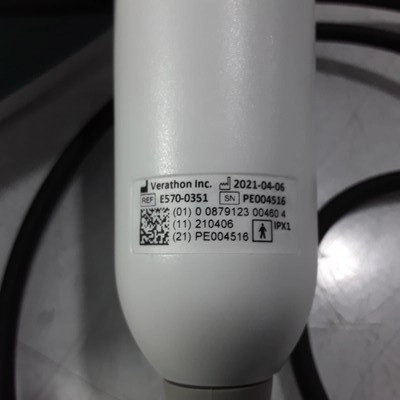 Verathon Inc. 2021-04-06
REF E570-0351 SN PE004516
(01) 0 0879123 00460 4
(11) 210406
(21) PE004516 IPX1